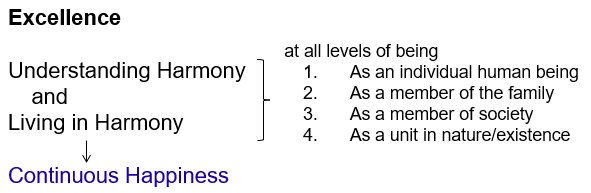 Excellence
Understanding Harmony
and
Living in Harmony
at all levels of being
1. As an individual human being
2. As a member of the family
3. As a member of society
4. As a unit in nature/existence
Continuous Happiness